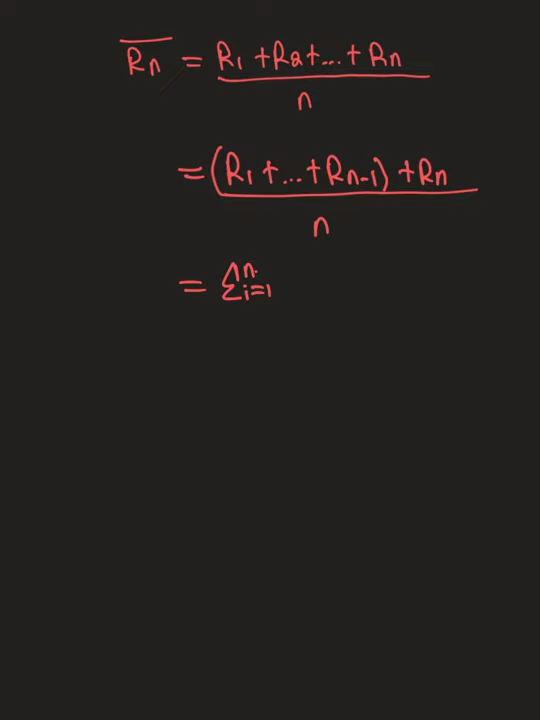 R̅n̅ = R₁ + R₂ + ... + Rn
n
= (R₁ + ... + Rn-1) + Rn
n
= Σⁿi=1